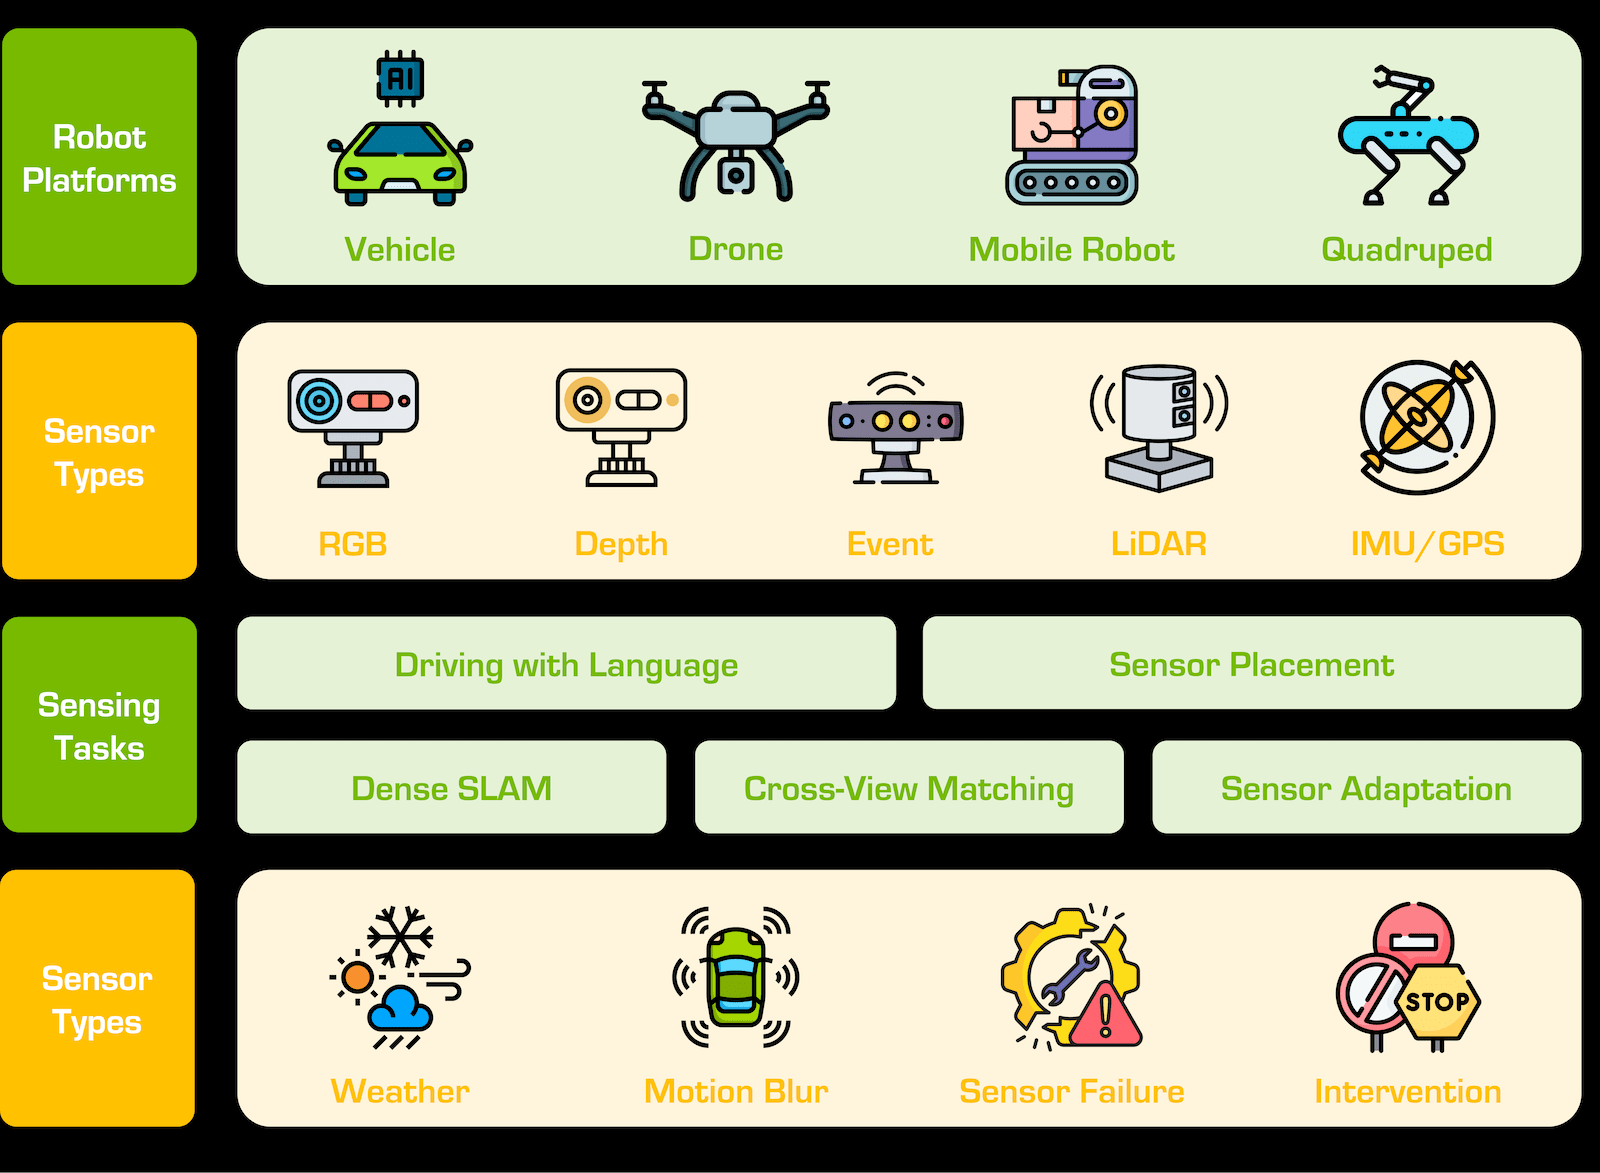 Robot
Platforms
AI
Vehicle
Drone
Mobile Robot
Quadruped
Sensor
Types
RGB
Depth
Event
LiDAR
IMU/GPS
Sensing
Tasks
Driving with Language
Sensor Placement
Dense SLAM
Cross-View Matching
Sensor Adaptation
Sensor
Types
STOP
Weather
Motion Blur
Sensor Failure
Intervention